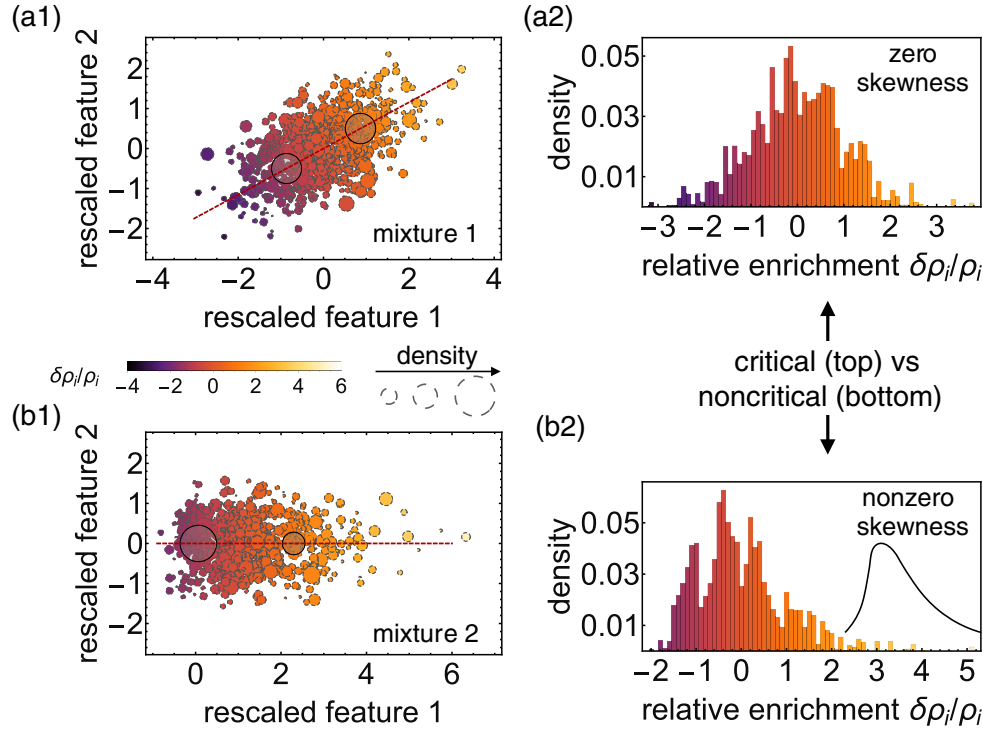 (a1)
rescaled feature 2
2
1
0
−1
−2
mixture 1
−4
−2
0
2
4
rescaled feature 1
(a2)
density
0.05
0.03
0.01
zero
skewness
−3
−2
−1
0
1
2
3
relative enrichment δρi/ρi
δρi/ρi
−4
−2
0
2
4
6
density
critical (top) vs
noncritical (bottom)
(b1)
rescaled feature 2
2
1
0
−1
−2
mixture 2
0
2
4
6
rescaled feature 1
(b2)
density
0.05
0.03
0.01
nonzero
skewness
−2
−1
0
1
2
3
4
5
relative enrichment δρi/ρi